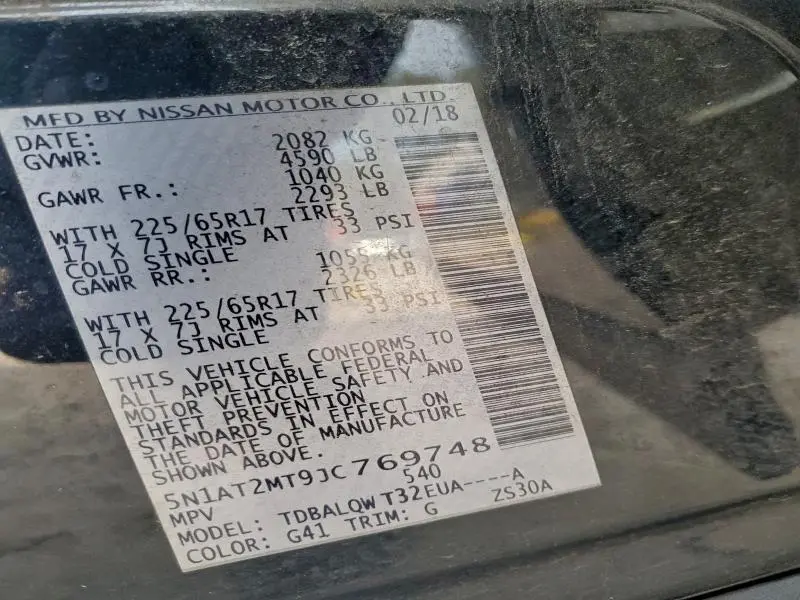 MFD BY NISSAN MOTOR CO., LTD.
DATE: 02/18
GVWR: 2082 KG
4590 LB
GAWR FR.: 1040 KG
2293 LB
WITH 225/65R17 TIRES
17 X 7J RIMS AT 33 PSI
COLD SINGLE
GAWR RR.: 1055 KG
2326 LB
WITH 225/65R17 TIRES
17 X 7J RIMS AT 33 PSI
COLD SINGLE
THIS VEHICLE CONFORMS TO
ALL APPLICABLE FEDERAL
MOTOR VEHICLE SAFETY AND
THEFT PREVENTION
STANDARDS IN EFFECT ON
THE DATE OF MANUFACTURE
SHOWN ABOVE.
5N1AT2MT9JC769748
MPV 540
MODEL: TDBALQWT32EUA----A
COLOR: G41 TRIM: G ZS30A